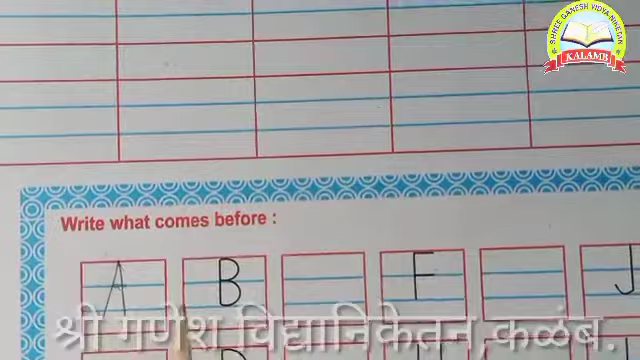 SHREE GANESH VIDYA NIKETAN
KALAMB
Write what comes before :
A B F J
श्री गणेश विद्यानिकेतन,कळंब.